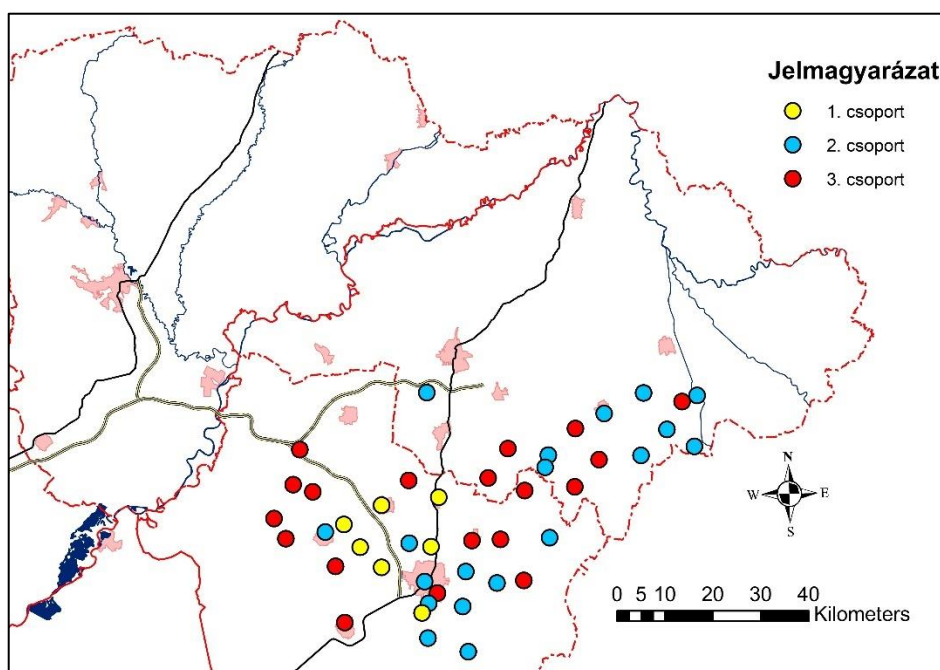 Jelmagyarázat
1. csoport
2. csoport
3. csoport
N
W E
S
0 5 10 20 30 40
Kilometers